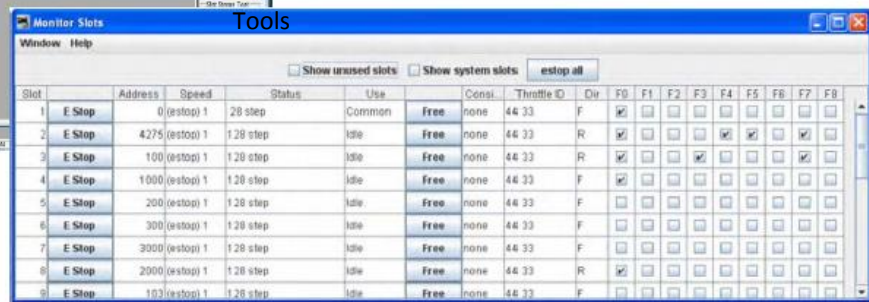 Tools
Monitor Slots
Window Help
Show unused slots Show system slots estop all
Slot Address Speed Status Use Consi... Throttle ID Dir F0 F1 F2 F3 F4 F5 F6 F7 F8
1 E Stop 0 (estop) 1 28 step Common Free none 44 33 F
2 E Stop 4275 (estop) 1 128 step Idle Free none 44 33 R
3 E Stop 100 (estop) 1 128 step Idle Free none 44 33 R
4 E Stop 1000 (estop) 1 128 step Idle Free none 44 33 F
5 E Stop 200 (estop) 1 128 step Idle Free none 44 33 F
6 E Stop 300 (estop) 1 128 step Idle Free none 44 33 F
7 E Stop 3000 (estop) 1 128 step Idle Free none 44 33 F
8 E Stop 2000 (estop) 1 128 step Idle Free none 44 33 R
9 E Stop 103 (estop) 1 128 step Idle Free none 44 33 F